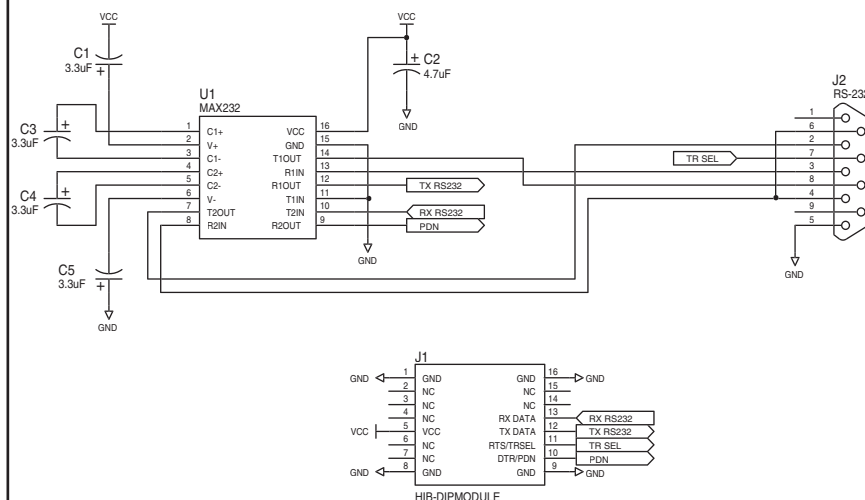 VCC
C1
3.3uF
+
VCC
+
C2
4.7uF
GND
U1
MAX232
C3
3.3uF
+
C4
3.3uF
+
1 C1+ VCC 16
2 V+ GND 15
3 C1- T1OUT 14
4 C2+ R1IN 13
5 C2- R1OUT 12
6 V- T1IN 11
7 T2OUT T2IN 10
8 R2IN R2OUT 9
TX RS232
RX RS232
PDN
GND
C5
3.3uF
+
GND
TR SEL
J2
RS-232
1
6
2
7
3
8
4
9
5
GND
J1
GND 1 GND GND 16 GND
2 NC NC 15
3 NC NC 14
4 NC RX DATA 13 RX RS232
VCC 5 VCC TX DATA 12 TX RS232
6 NC RTS/TRSEL 11 TR SEL
7 NC DTR/PDN 10 PDN
GND 8 GND GND 9 GND
HIB-DIPMODULE